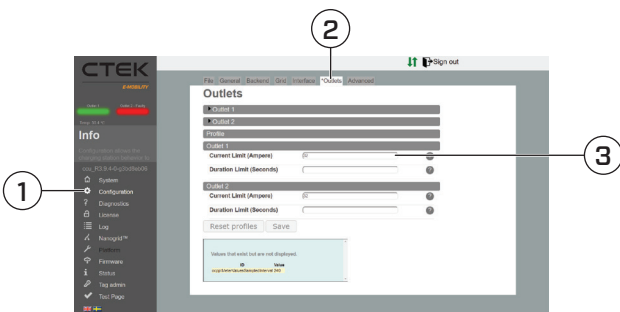 2
Sign out
CTEK
E-MOBILITY
File General Backend Grid Interface *Outlets Advanced
Outlets
Outlet 1
Outlet 2
Profile
Outlet 1
Current Limit (Ampers)
Duration Limit (Seconds)
Outlet 2
Current Limit (Ampers)
Duration Limit (Seconds)
Reset profiles Save
Values that exist but are not displayed.
ID Value
Info
System
Configuration
Diagnostics
License
Log
Nanogrid™
Platform
Firmware
Status
Tag admin
Test Page
1
3